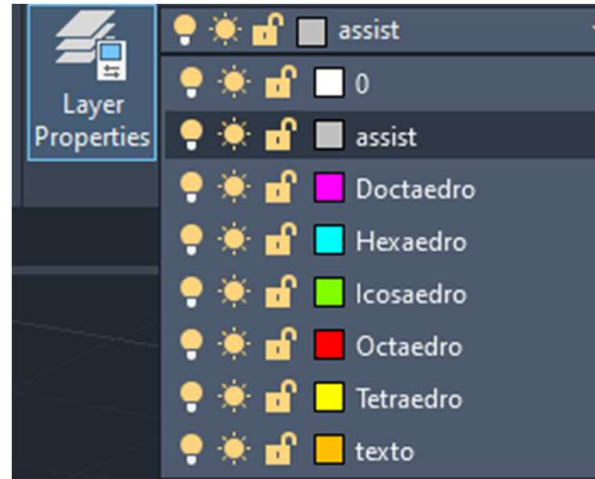 assist
Layer
Properties
0
assist
Doctaedro
Hexaedro
Icosaedro
Octaedro
Tetraedro
texto